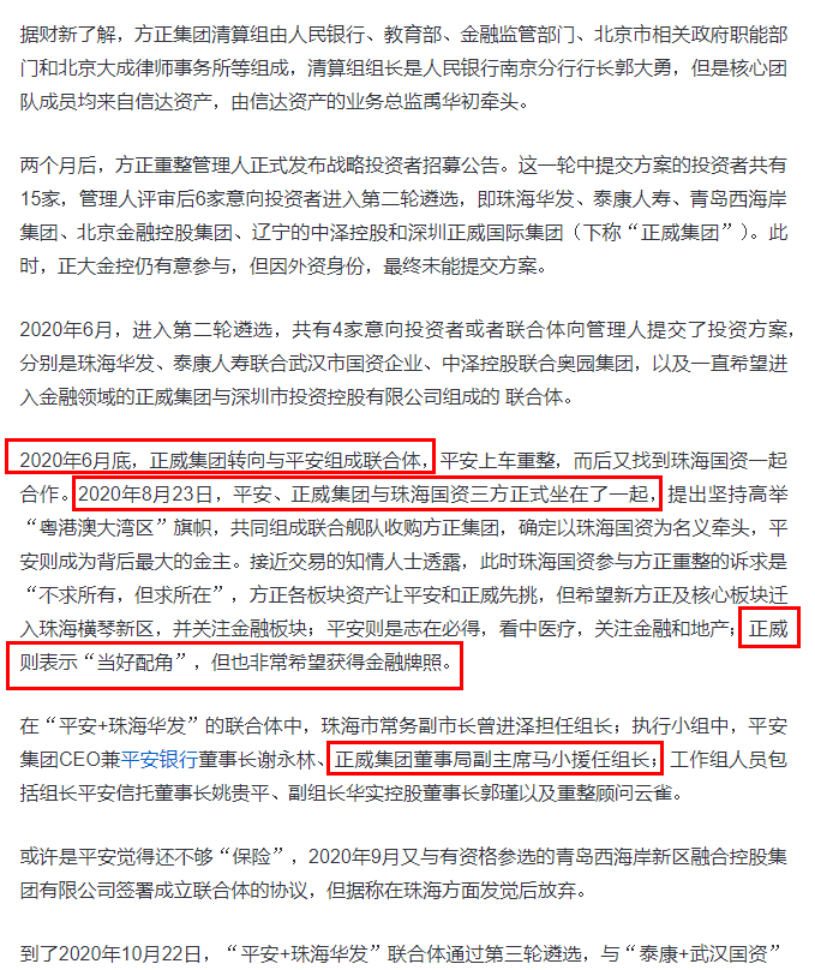 据财新了解，方正集团清算组由人民银行、教育部、金融监管部门、北京市相关政府职能部
门和北京大成律师事务所等组成，清算组组长是人民银行南京分行行长郭大勇，但是核心团
队成员均来自信达资产，由信达资产的业务总监禹华初牵头。
两个月后，方正重整管理人正式发布战略投资者招募公告。这一轮中提交方案的投资者共有
15家，管理人评审后6家意向投资者进入第二轮遴选，即珠海华发、泰康人寿、青岛西海岸
集团、北京金融控股集团、辽宁的中泽控股和深圳正威国际集团（下称“正威集团”）。此
时，正大金控仍有意参与，但因外资身份，最终未能提交方案。
2020年6月，进入第二轮遴选，共有4家意向投资者或者联合体向管理人提交了投资方案，
分别是珠海华发、泰康人寿联合武汉市国资企业、中泽控股联合奥园集团，以及一直希望进
入金融领域的正威集团与深圳市投资控股有限公司组成的 联合体。
2020年6月底，正威集团转向与平安组成联合体，平安上车重整，而后又找到珠海国资一起
合作。2020年8月23日，平安、正威集团与珠海国资三方正式坐在了一起，提出坚持高举
“粤港澳大湾区”旗帜，共同组成联合舰队收购方正集团，确定以珠海国资为名义牵头，平
安则成为背后最大的金主。接近交易的知情人士透露，此时珠海国资参与方正重整的诉求是
“不求所有，但求所在”，方正各板块资产让平安和正威先挑，但希望新方正及核心板块迁
入珠海横琴新区，并关注金融板块；平安则是志在必得，看中医疗，关注金融和地产；正威
则表示“当好配角”，但也非常希望获得金融牌照。
在“平安+珠海华发”的联合体中，珠海市常务副市长曾进泽担任组长；执行小组中，平安
集团CEO兼平安银行董事长谢永林、正威集团董事局副主席马小援任组长；工作组人员包
括组长平安信托董事长姚贵平、副组长华实控股董事长郭瑾以及重整顾问云雀。
或许是平安觉得还不够“保险”，2020年9月又与有资格参选的青岛西海岸新区融合控股集
团有限公司签署成立联合体的协议，但据称在珠海方面发觉后放弃。
到了2020年10月22日，“平安+珠海华发”联合体通过第三轮遴选，与“泰康+武汉国资”